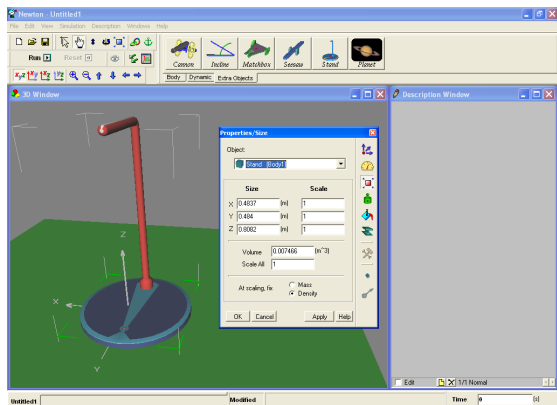 Newton - Untitled1
File Edit View Simulation Description Windows Help
Run Reset
Cannon Incline Matchbox Seesaw Stand Planet
Body Dynamic Extra Objects
3D Window
Description Window
Properties/Size
Object:
Stand (Body1)
Size Scale
X 0.4837 (m) 1
Y 0.484 (m) 1
Z 0.8082 (m) 1
Volume 0.007466 (m^3)
Scale All 1
At scaling, fix Mass
Density
OK Cancel Apply Help
Z
X
Y
Edit 1/1 Normal
Untitled1 Modified Time 0 (s)